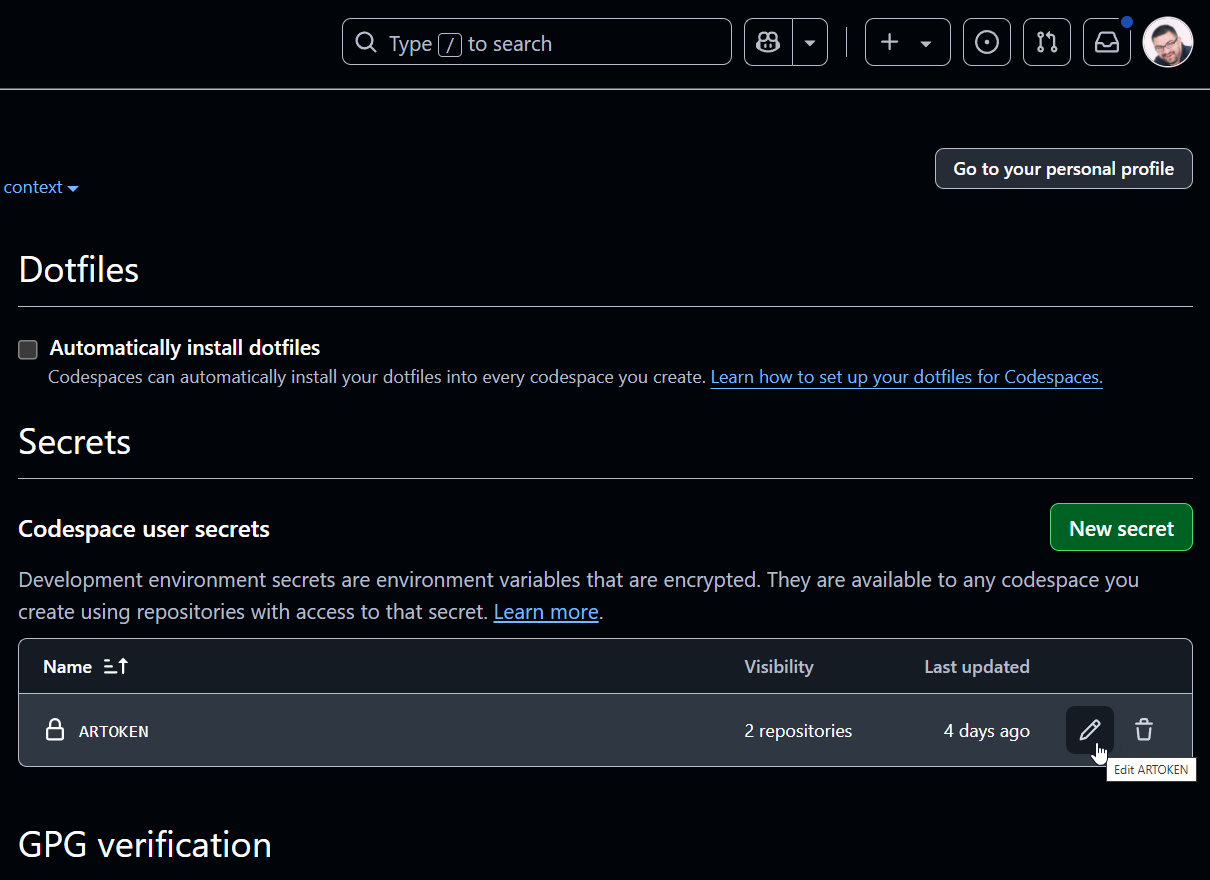 Type / to search
Go to your personal profile
context
Dotfiles
Automatically install dotfiles
Codespaces can automatically install your dotfiles into every codespace you create. Learn how to set up your dotfiles for Codespaces.
Secrets
Codespace user secrets
New secret
Development environment secrets are environment variables that are encrypted. They are available to any codespace you
create using repositories with access to that secret. Learn more.
Name Visibility Last updated
ARTOKEN 2 repositories 4 days ago
Edit ARTOKEN
GPG verification